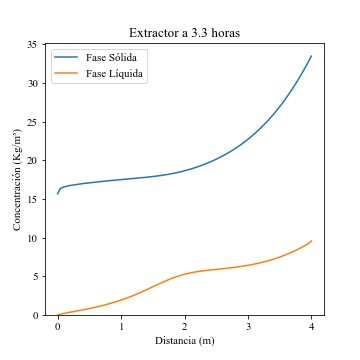 Extractor a 3.3 horas
Fase Sólida
Fase Líquida
Concentración (Kg/m³)
35
30
25
20
15
10
5
0
0 1 2 3 4
Distancia (m)